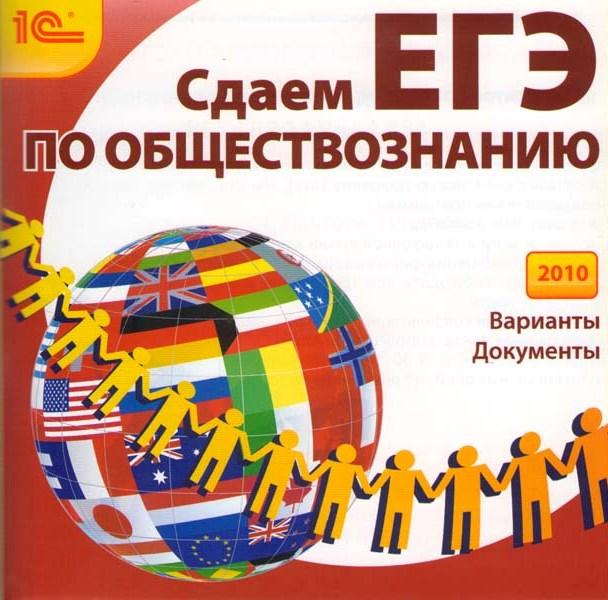 1С®
Сдаем ЕГЭ
ПО ОБЩЕСТВОЗНАНИЮ
2010
Варианты
Документы